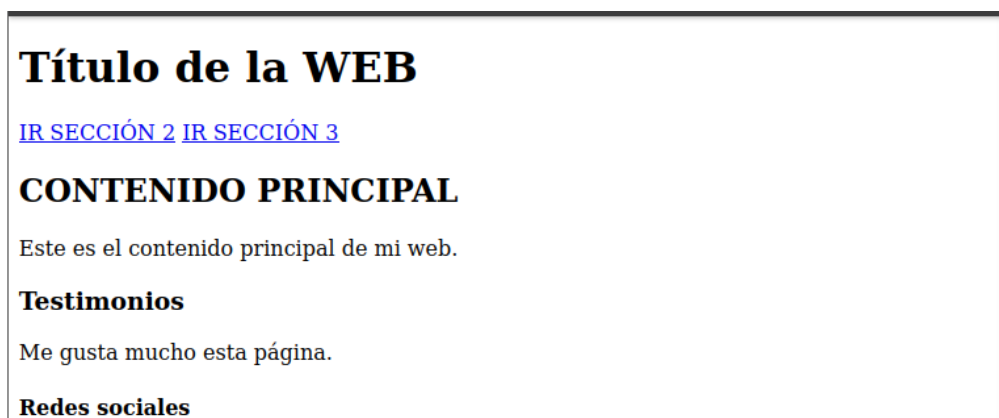 Título de la WEB
IR SECCIÓN 2 IR SECCIÓN 3
CONTENIDO PRINCIPAL
Este es el contenido principal de mi web.
Testimonios
Me gusta mucho esta página.
Redes sociales